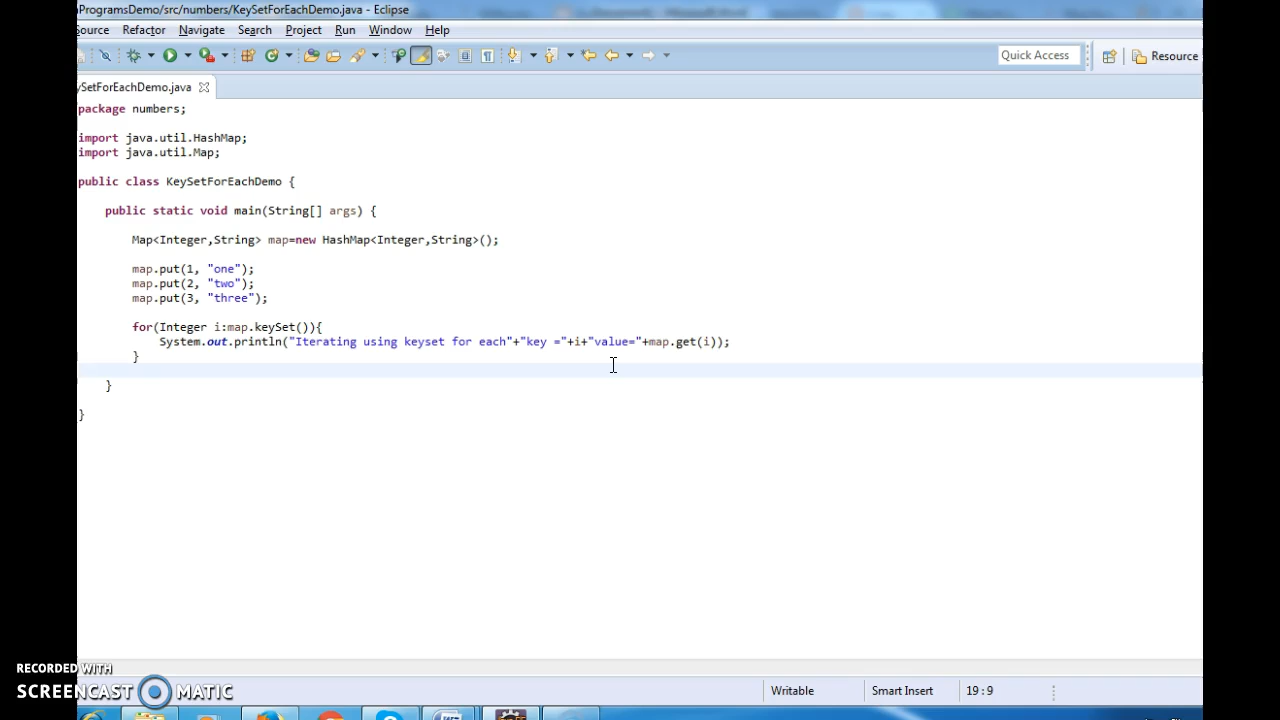 ProgramsDemo/src/numbers/KeySetForEachDemo.java - Eclipse
ource Refactor Navigate Search Project Run Window Help
Quick Access Resource
ySetForEachDemo.java
package numbers;
import java.util.HashMap;
import java.util.Map;
public class KeySetForEachDemo {
public static void main(String[] args) {
Map<Integer,String> map=new HashMap<Integer,String>();
map.put(1, "one");
map.put(2, "two");
map.put(3, "three");
for(Integer i:map.keySet()){
System.out.println("Iterating using keyset for each"+"key ="+i+"value="+map.get(i));
}
}
}
RECORDED WITH
SCREENCAST MATIC
Writable Smart Insert 19 : 9